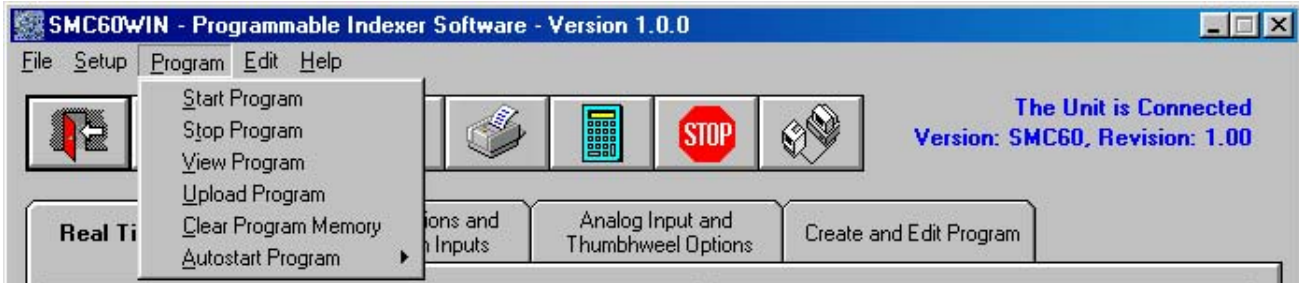 SMC60WIN - Programmable Indexer Software - Version 1.0.0
File Setup Program Edit Help
Start Program
Stop Program
View Program
Upload Program
Clear Program Memory
Autostart Program
STOP
The Unit is Connected
Version: SMC60, Revision: 1.00
Real Ti
ions and
Inputs
Analog Input and
Thumbhweel Options
Create and Edit Program